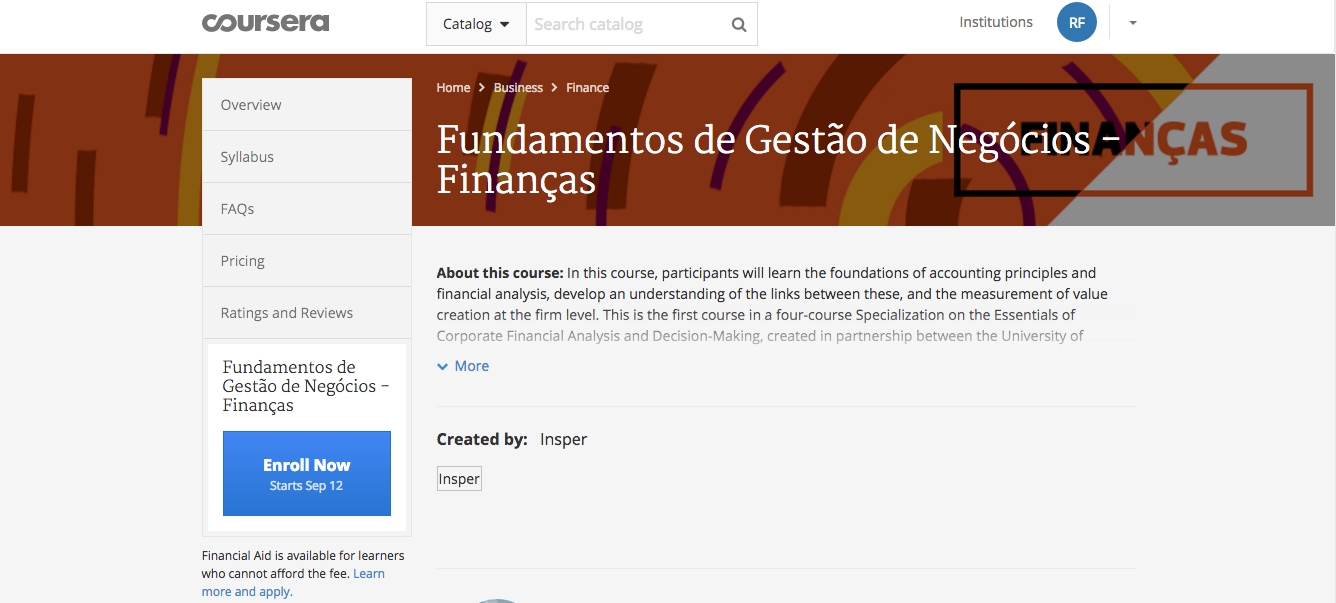 coursera
Catalog
Search catalog
Institutions
RF
Overview
Syllabus
FAQs
Pricing
Ratings and Reviews
Fundamentos de
Gestão de Negócios –
Finanças
Enroll Now
Starts Sep 12
Financial Aid is available for learners
who cannot afford the fee. Learn
more and apply.
Home > Business > Finance
Fundamentos de Gestão de Negócios –
Finanças
FINANÇAS
About this course: In this course, participants will learn the foundations of accounting principles and
financial analysis, develop an understanding of the links between these, and the measurement of value
creation at the firm level. This is the first course in a four-course Specialization on the Essentials of
Corporate Financial Analysis and Decision-Making, created in partnership between the University of
More
Created by: Insper
Insper